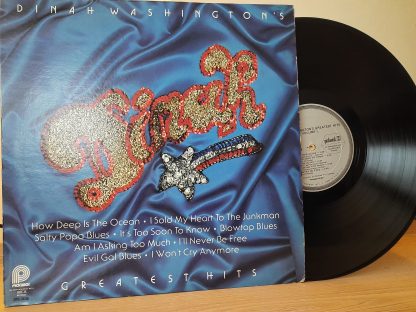 DINAH WASHINGTON'S
Dinah
How Deep Is The Ocean • I Sold My Heart To The Junkman
Salty Papa Blues • It's Too Soon To Know • Blowtop Blues
Am I Asking Too Much • I'll Never Be Free
Evil Gal Blues • I Won't Cry Anymore
GREATEST HITS
PICKWICK